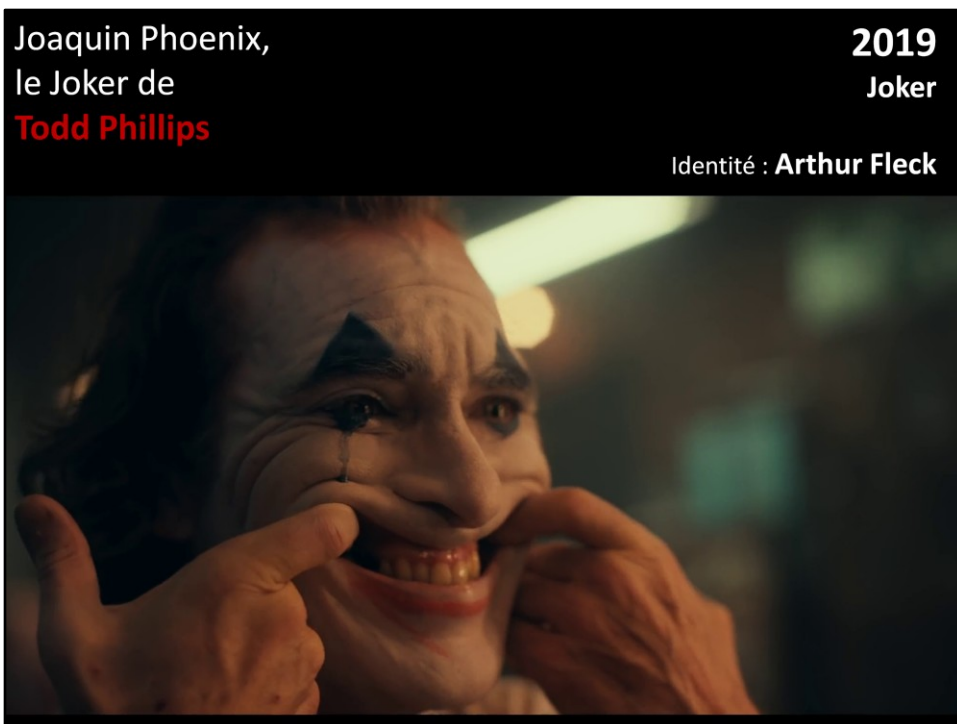 Joaquin Phoenix,
le Joker de
Todd Phillips
2019
Joker
Identité : Arthur Fleck